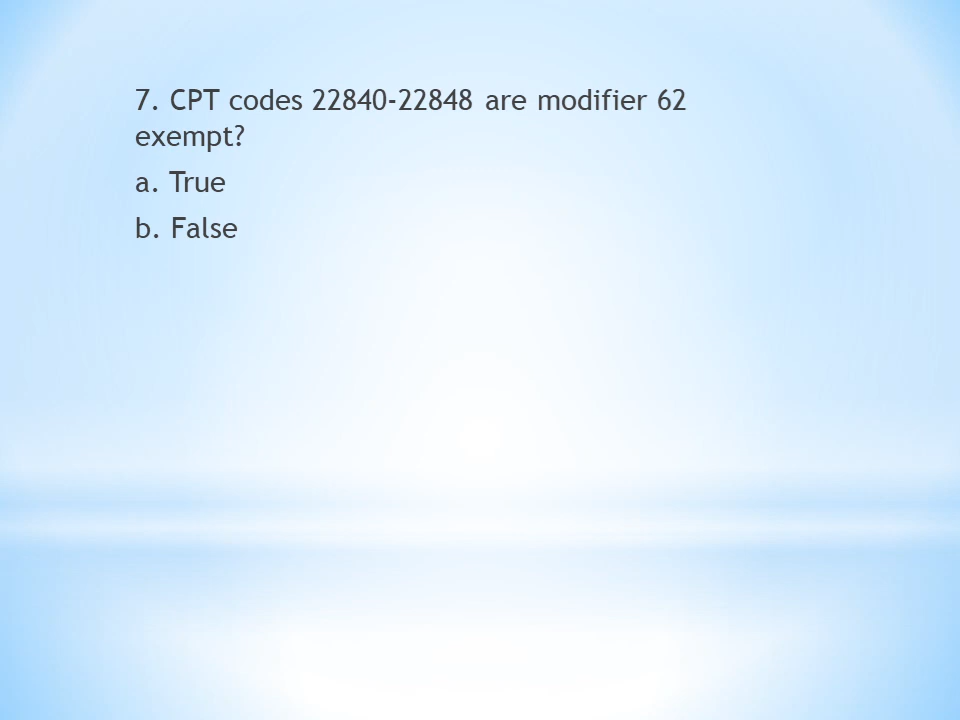 7. CPT codes 22840-22848 are modifier 62
exempt?
a. True
b. False